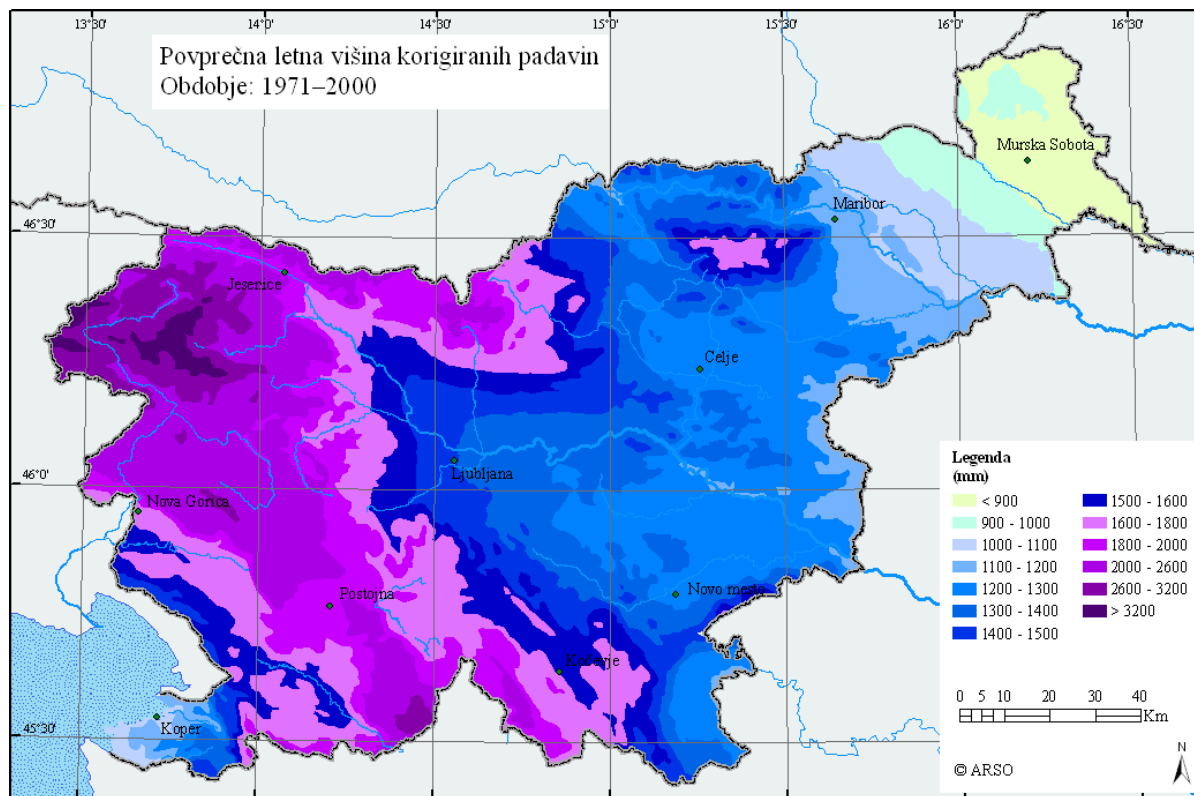 13°30' 14°0' 14°30' 15°0' 15°30' 16°0' 16°30'
Povprečna letna višina korigiranih padavin
Obdobje: 1971–2000
Murska Sobota
Maribor
46°30'
Jesenice
Celje
46°0'
Ljubljana
Nova Gorica
Novo mesto
Postojna
Kočevje
45°30'
Koper
Legenda
(mm)
< 900
900 - 1000
1000 - 1100
1100 - 1200
1200 - 1300
1300 - 1400
1400 - 1500
1500 - 1600
1600 - 1800
1800 - 2000
2000 - 2600
2600 - 3200
> 3200
0 5 10 20 30 40
Km
N
© ARSO